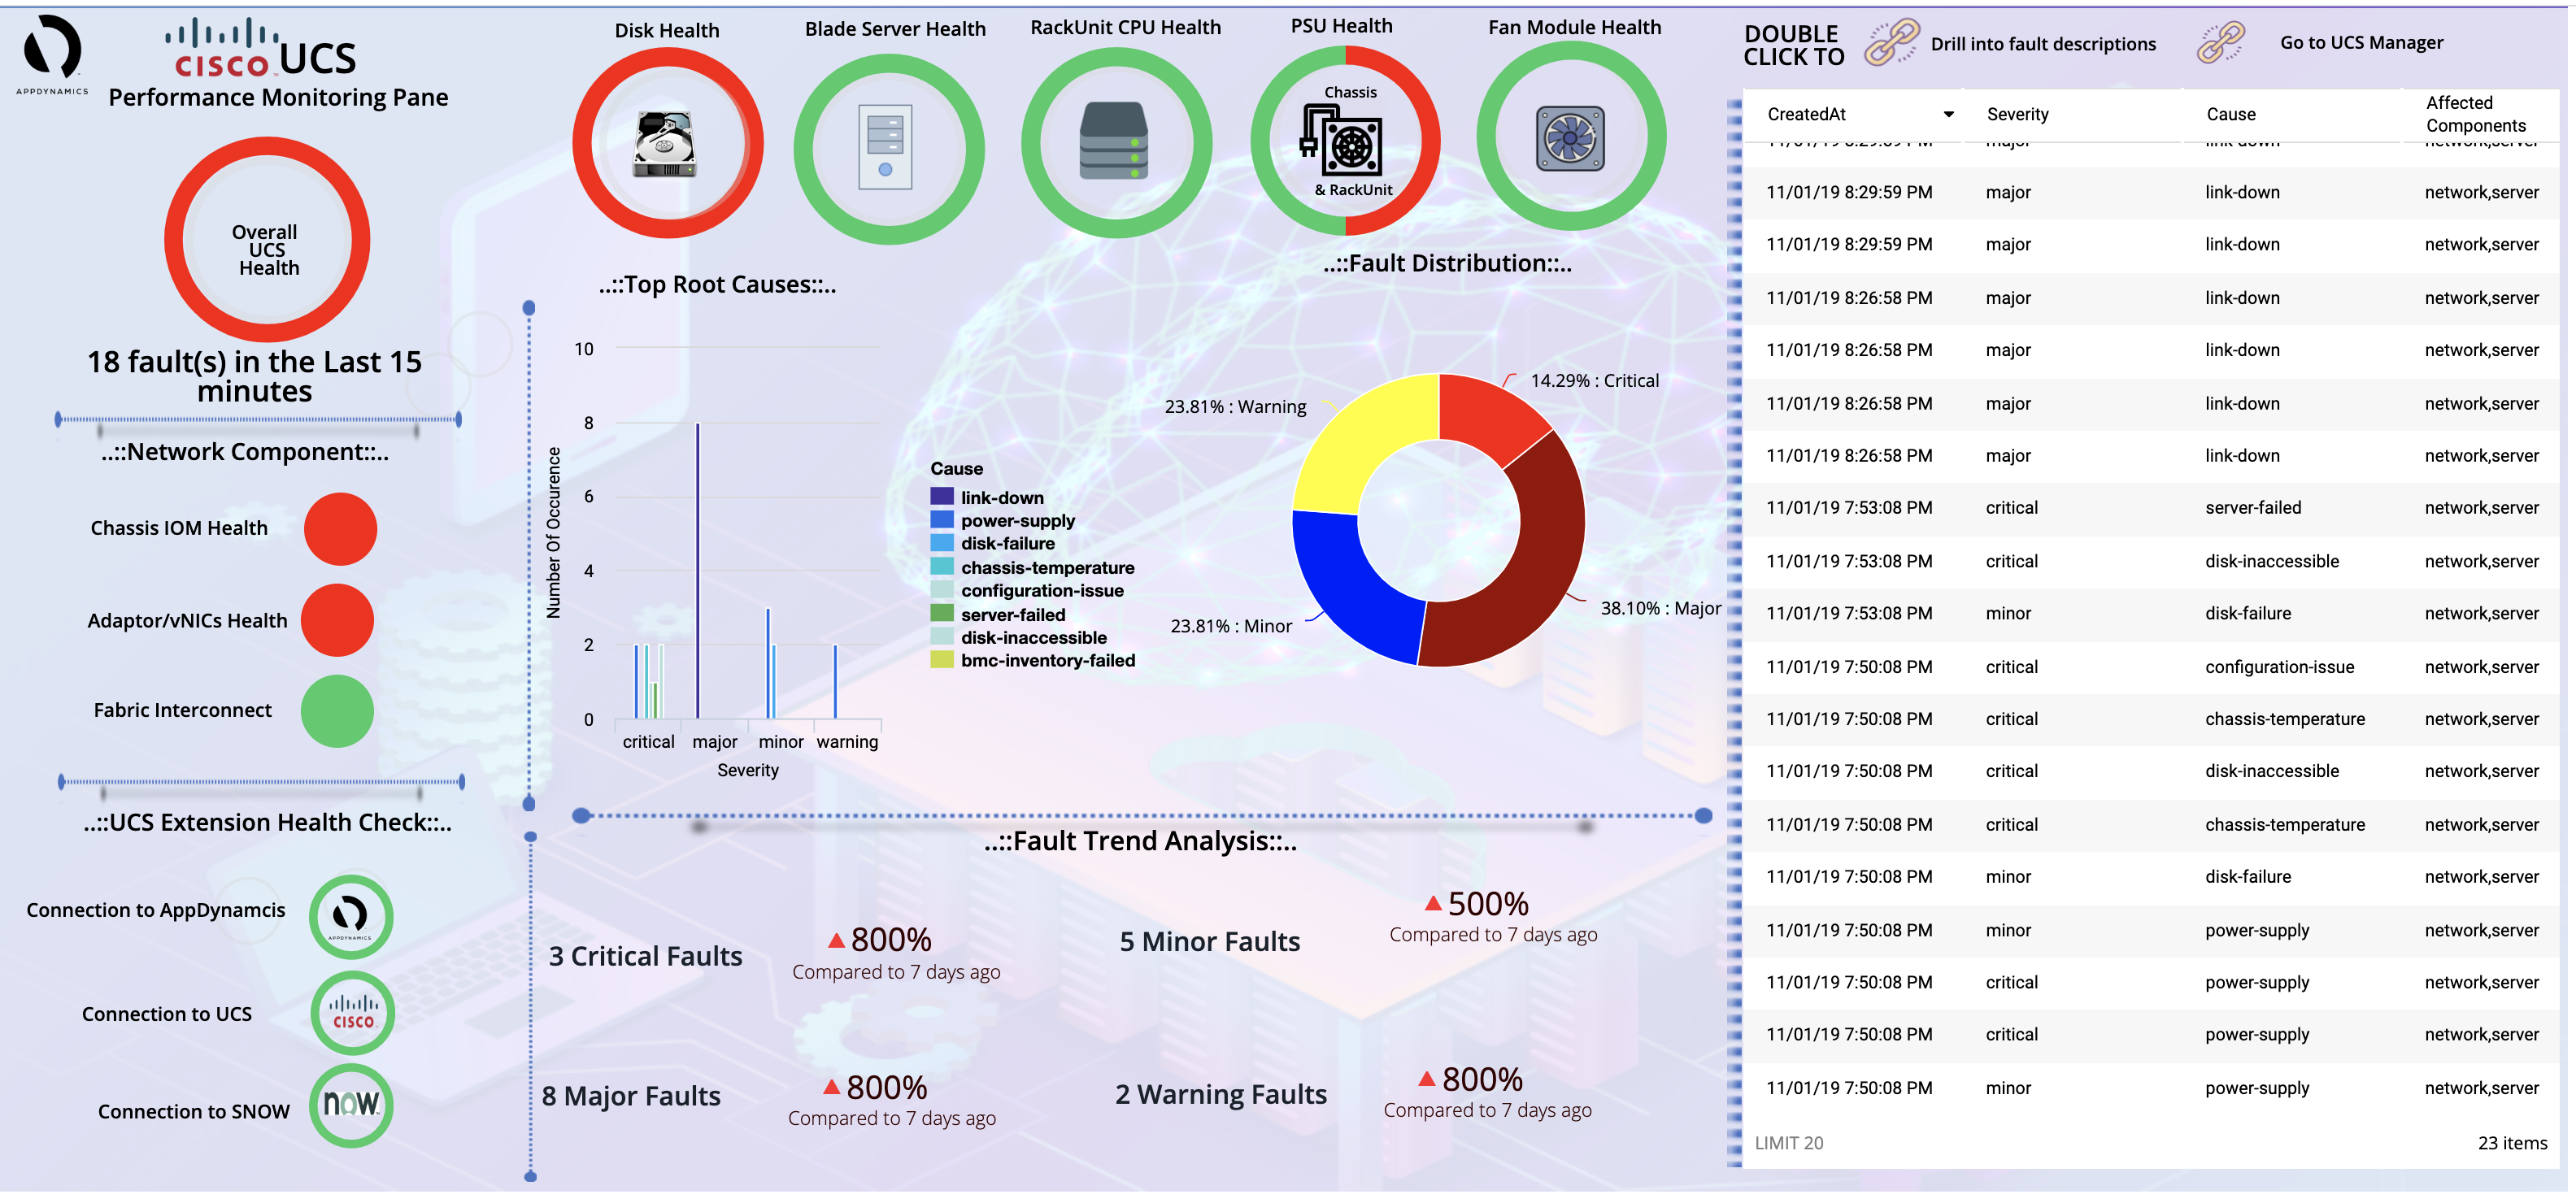 APPDYNAMICS
CISCO UCS
Performance Monitoring Pane
Overall
UCS
Health
18 fault(s) in the Last 15
minutes
..::Network Component::..
Chassis IOM Health
Adaptor/vNICs Health
Fabric Interconnect
..::UCS Extension Health Check::..
Connection to AppDynamcis
APPDYNAMICS
Connection to UCS
CISCO
Connection to SNOW
now
Disk Health
Blade Server Health
RackUnit CPU Health
PSU Health
Chassis
& RackUnit
Fan Module Health
..::Top Root Causes::..
10
8
6
4
2
0
Number Of Occurence
critical major minor warning
Severity
Cause
link-down
power-supply
disk-failure
chassis-temperature
configuration-issue
server-failed
disk-inaccessible
bmc-inventory-failed
..::Fault Distribution::..
14.29% : Critical
23.81% : Warning
38.10% : Major
23.81% : Minor
..::Fault Trend Analysis::..
3 Critical Faults
800%
Compared to 7 days ago
5 Minor Faults
500%
Compared to 7 days ago
8 Major Faults
800%
Compared to 7 days ago
2 Warning Faults
800%
Compared to 7 days ago
DOUBLE
CLICK TO
Drill into fault descriptions
Go to UCS Manager
CreatedAt Severity Cause Affected
Components
11/01/19 8:29:59 PM major link-down network,server
11/01/19 8:29:59 PM major link-down network,server
11/01/19 8:29:59 PM major link-down network,server
11/01/19 8:26:58 PM major link-down network,server
11/01/19 8:26:58 PM major link-down network,server
11/01/19 8:26:58 PM major link-down network,server
11/01/19 8:26:58 PM major link-down network,server
11/01/19 7:53:08 PM critical server-failed network,server
11/01/19 7:53:08 PM critical disk-inaccessible network,server
11/01/19 7:53:08 PM minor disk-failure network,server
11/01/19 7:50:08 PM critical configuration-issue network,server
11/01/19 7:50:08 PM critical chassis-temperature network,server
11/01/19 7:50:08 PM critical disk-inaccessible network,server
11/01/19 7:50:08 PM critical chassis-temperature network,server
11/01/19 7:50:08 PM minor disk-failure network,server
11/01/19 7:50:08 PM minor power-supply network,server
11/01/19 7:50:08 PM critical power-supply network,server
11/01/19 7:50:08 PM critical power-supply network,server
11/01/19 7:50:08 PM minor power-supply network,server
LIMIT 20
23 items